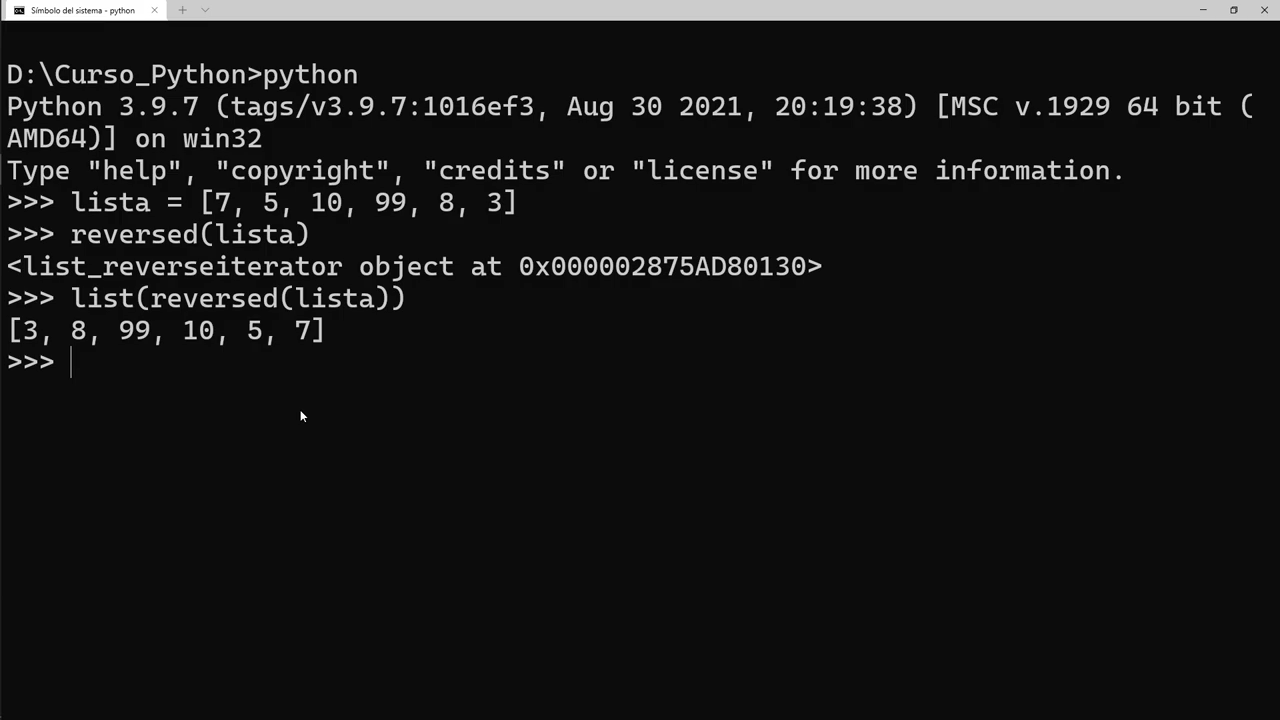 Símbolo del sistema - python
D:\Curso_Python>python
Python 3.9.7 (tags/v3.9.7:1016ef3, Aug 30 2021, 20:19:38) [MSC v.1929 64 bit (
AMD64)] on win32
Type "help", "copyright", "credits" or "license" for more information.
>>> lista = [7, 5, 10, 99, 8, 3]
>>> reversed(lista)
<list_reverseiterator object at 0x000002875AD80130>
>>> list(reversed(lista))
[3, 8, 99, 10, 5, 7]
>>>